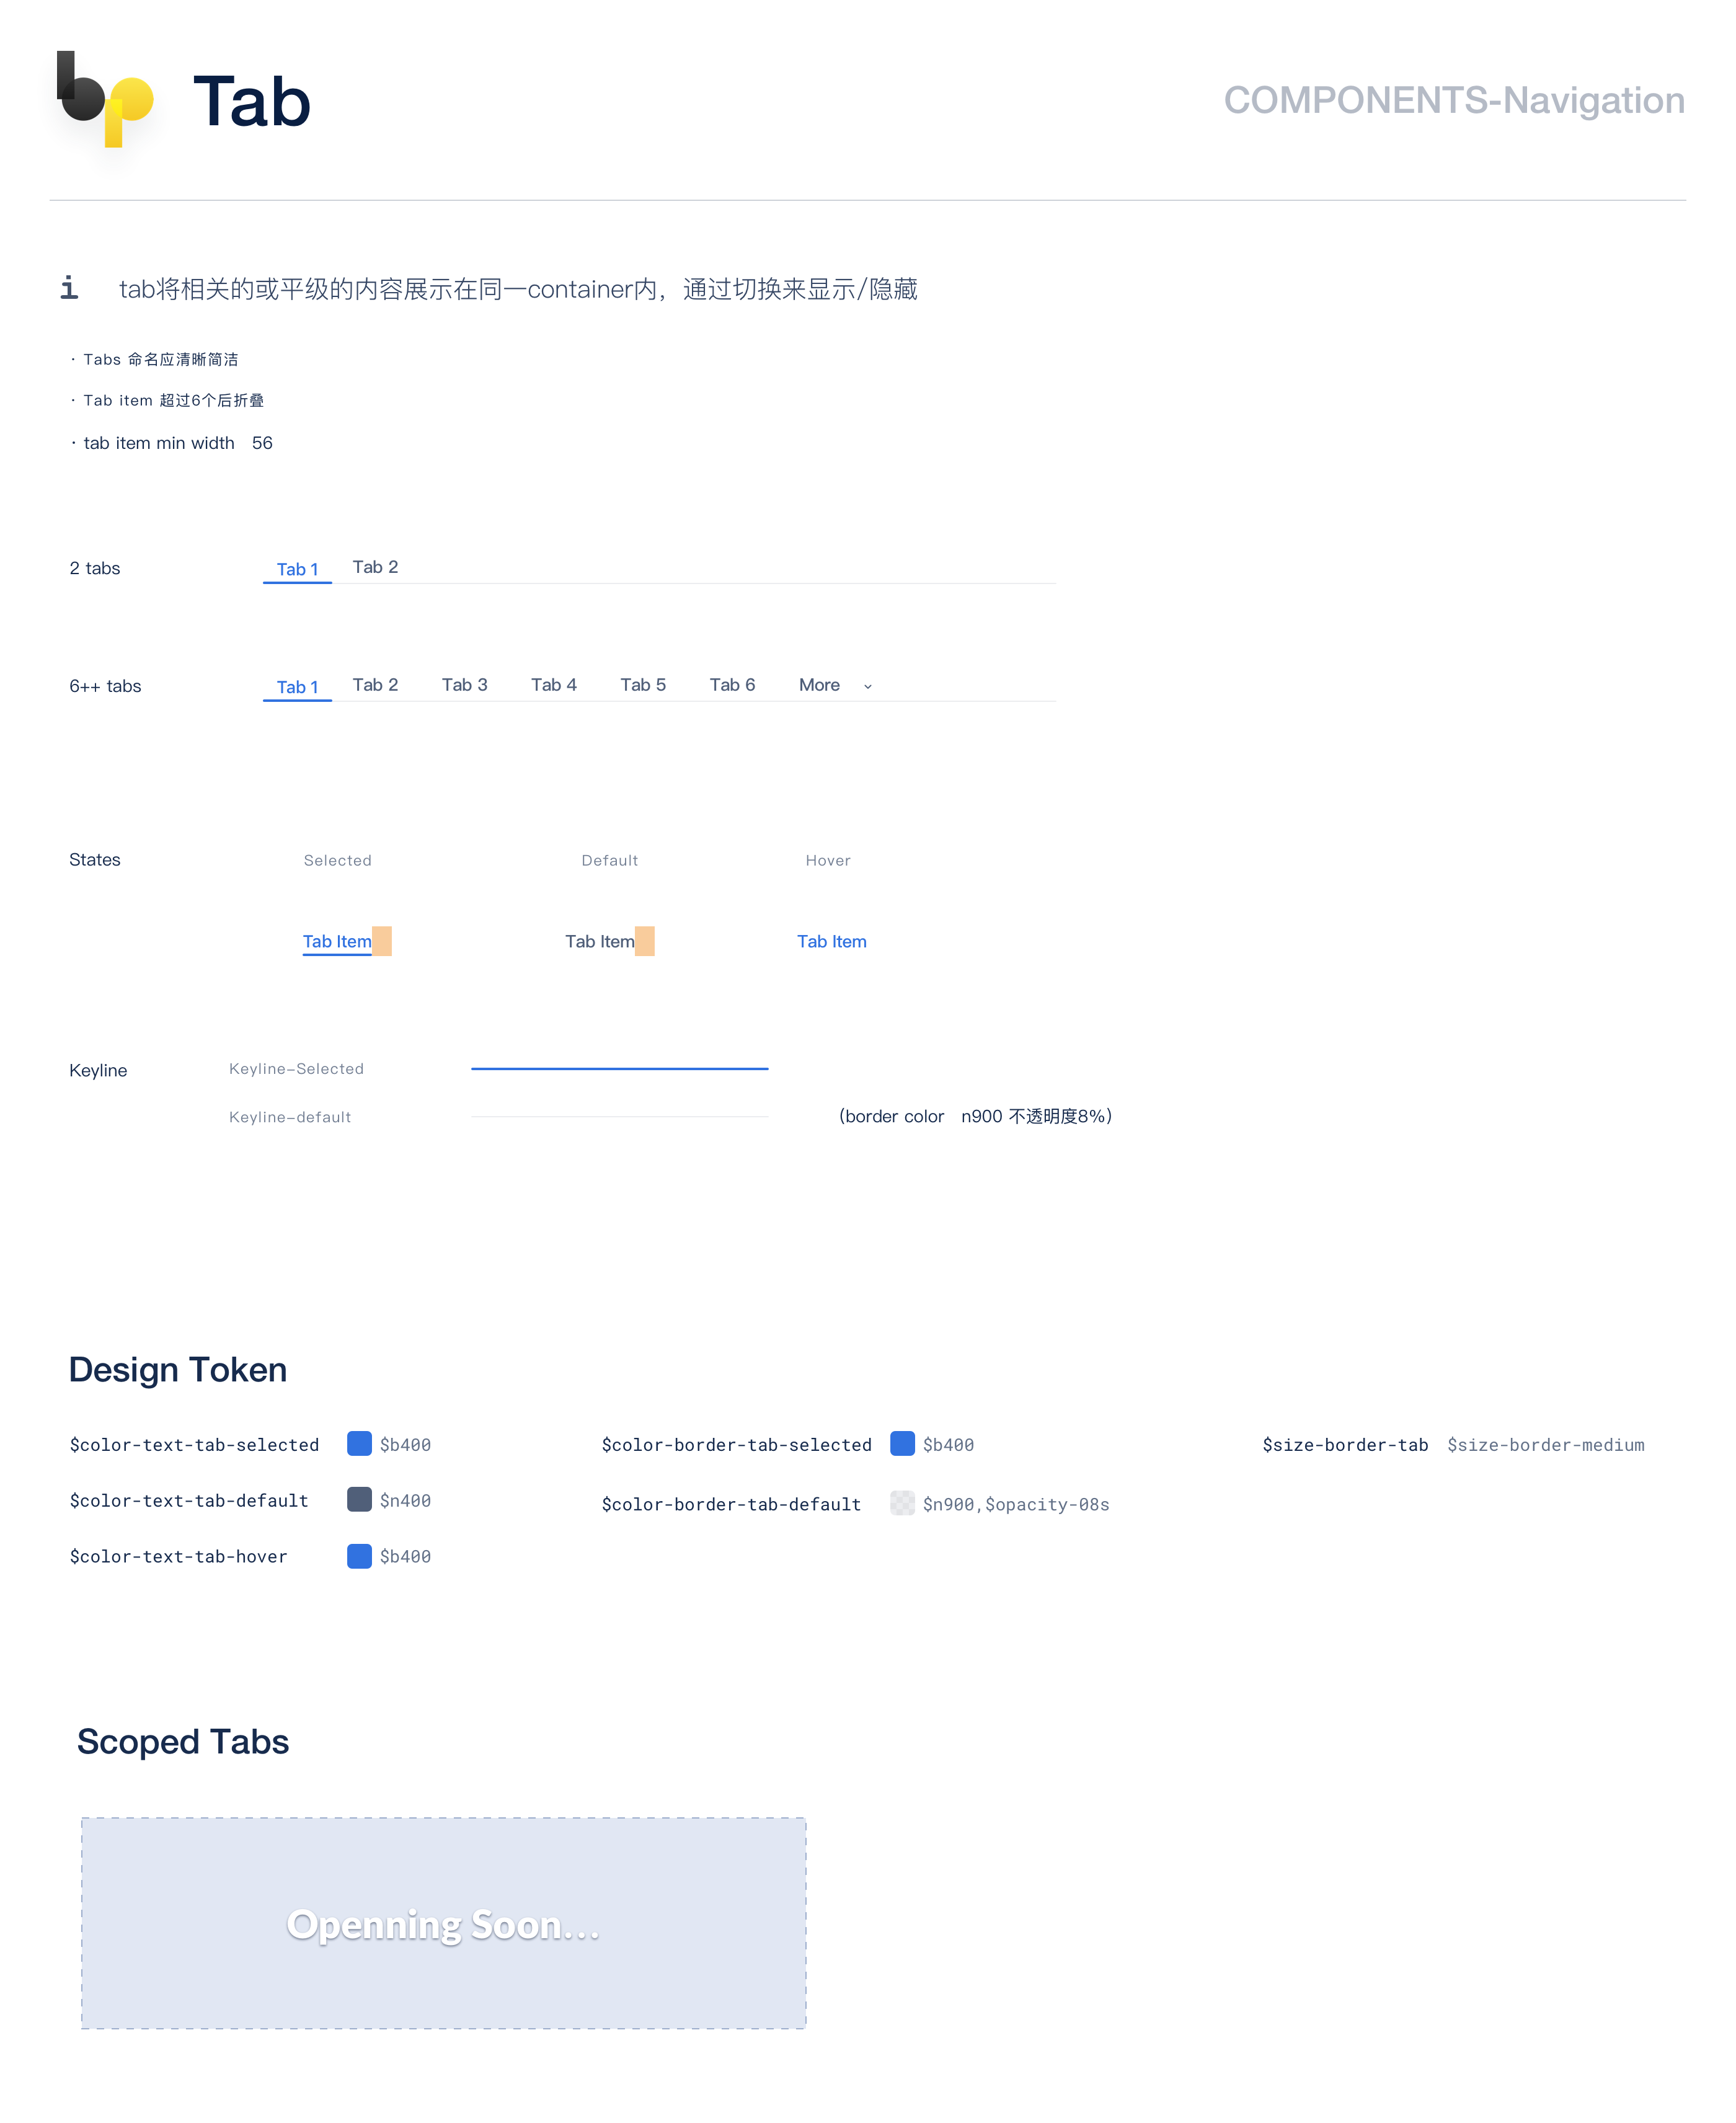 bp
Tab
COMPONENTS-Navigation
i
tab将相关的或平级的内容展示在同一container内，通过切换来显示/隐藏
· Tabs 命名应清晰简洁
· Tab item 超过6个后折叠
· tab item min width 56
2 tabs
Tab 1 Tab 2
6++ tabs
Tab 1 Tab 2 Tab 3 Tab 4 Tab 5 Tab 6 More
States Selected Default Hover
Tab Item Tab Item Tab Item
Keyline Keyline-Selected
Keyline-default (border color n900 不透明度8%)
Design Token
$color-text-tab-selected $b400 $color-border-tab-selected $b400 $size-border-tab $size-border-medium
$color-text-tab-default $n400 $color-border-tab-default $n900,$opacity-08s
$color-text-tab-hover $b400
Scoped Tabs
Openning Soon...